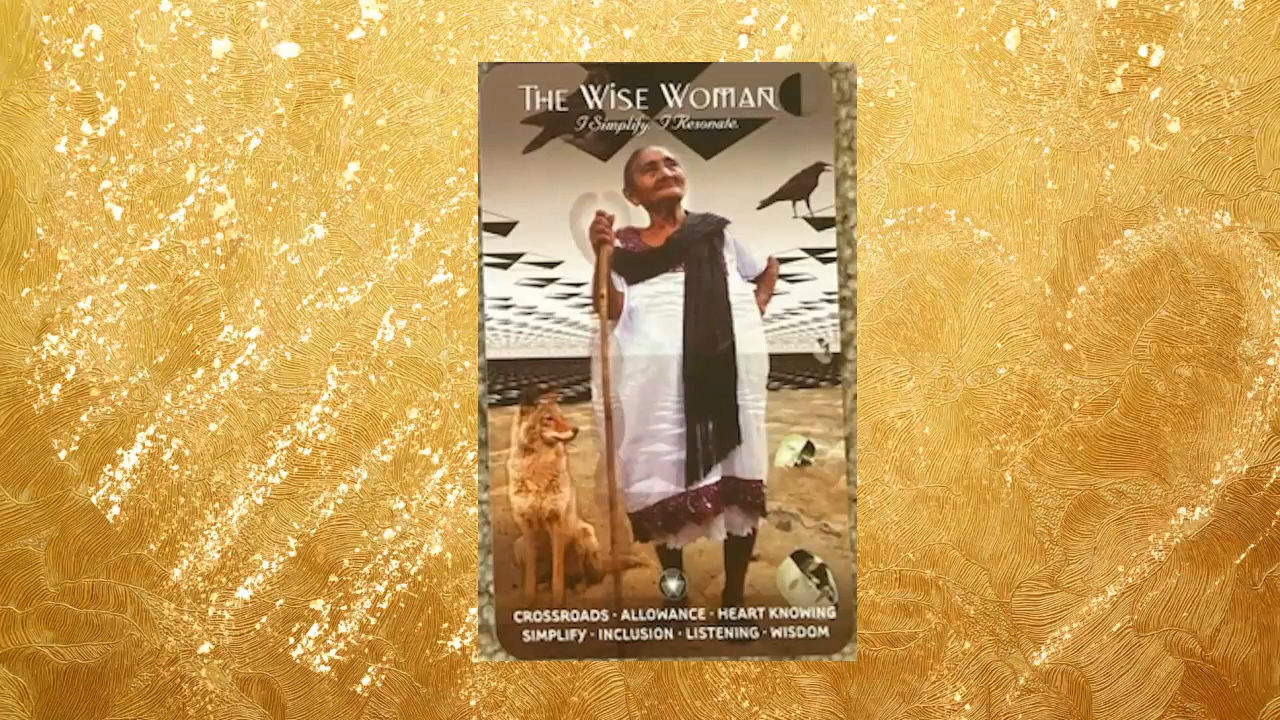 THE WISE WOMAN
I Simplify. I Resonate.
CROSSROADS · ALLOWANCE · HEART KNOWING
SIMPLIFY · INCLUSION · LISTENING · WISDOM